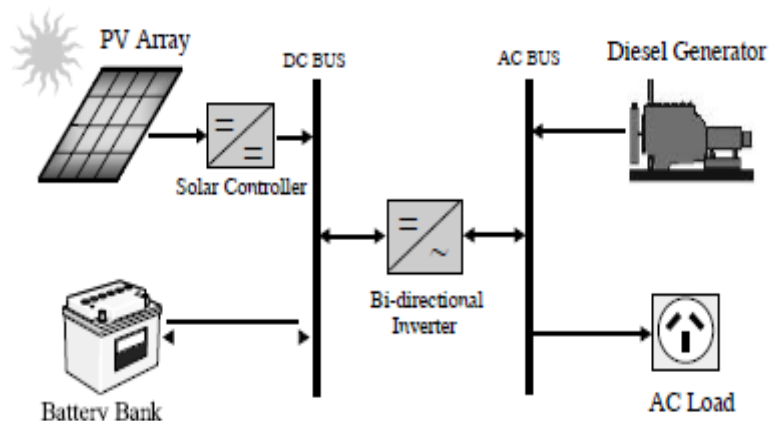 PV Array
DC BUS
AC BUS
Diesel Generator
Solar Controller
Bi-directional
Inverter
Battery Bank
AC Load